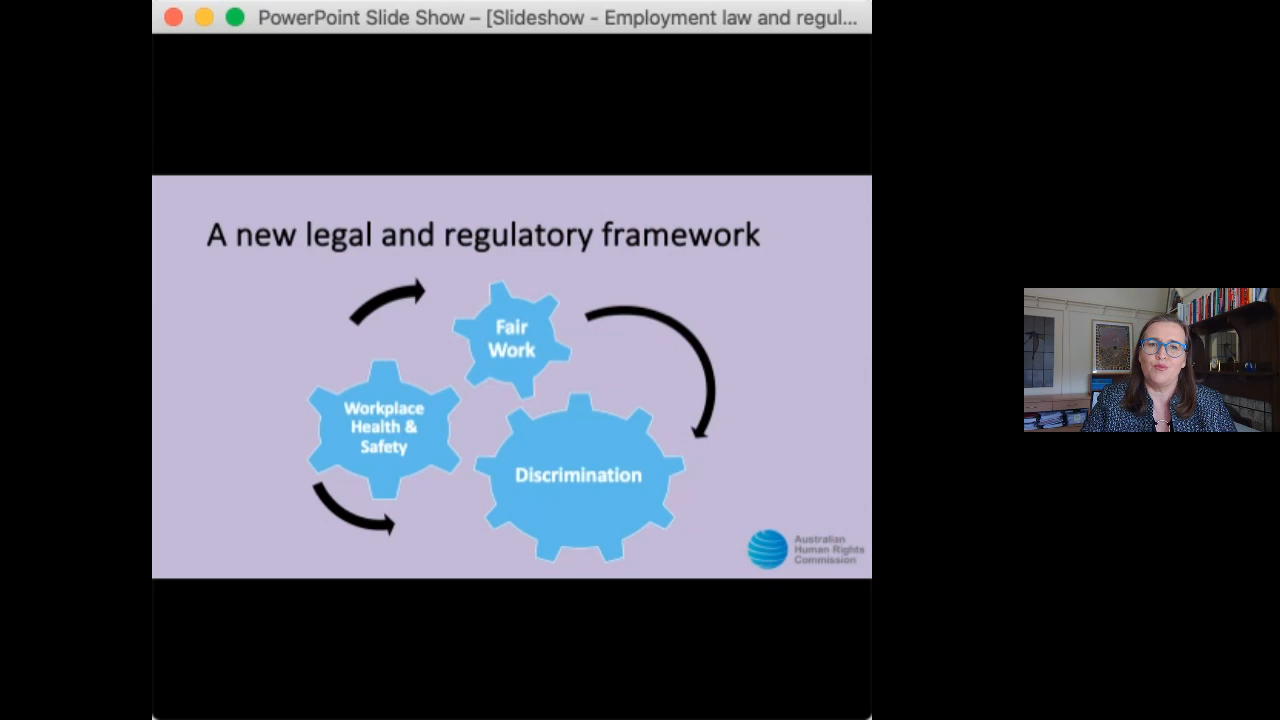 PowerPoint Slide Show – [Slideshow - Employment law and regul...
A new legal and regulatory framework
Fair
Work
Workplace
Health &
Safety
Discrimination
Australian
Human Rights
Commission